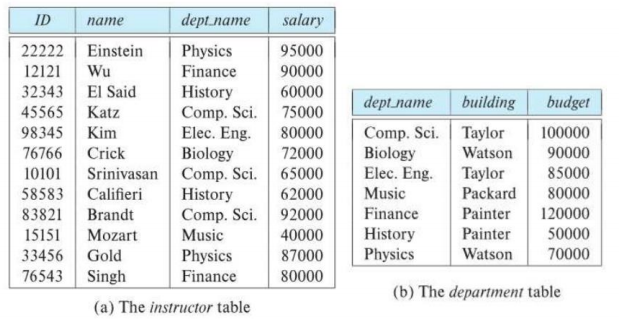 ID name dept_name salary
22222 Einstein Physics 95000
12121 Wu Finance 90000
32343 El Said History 60000
45565 Katz Comp. Sci. 75000
98345 Kim Elec. Eng. 80000
76766 Crick Biology 72000
10101 Srinivasan Comp. Sci. 65000
58583 Califieri History 62000
83821 Brandt Comp. Sci. 92000
15151 Mozart Music 40000
33456 Gold Physics 87000
76543 Singh Finance 80000
(a) The instructor table
dept_name building budget
Comp. Sci. Taylor 100000
Biology Watson 90000
Elec. Eng. Taylor 85000
Music Packard 80000
Finance Painter 120000
History Painter 50000
Physics Watson 70000
(b) The department table